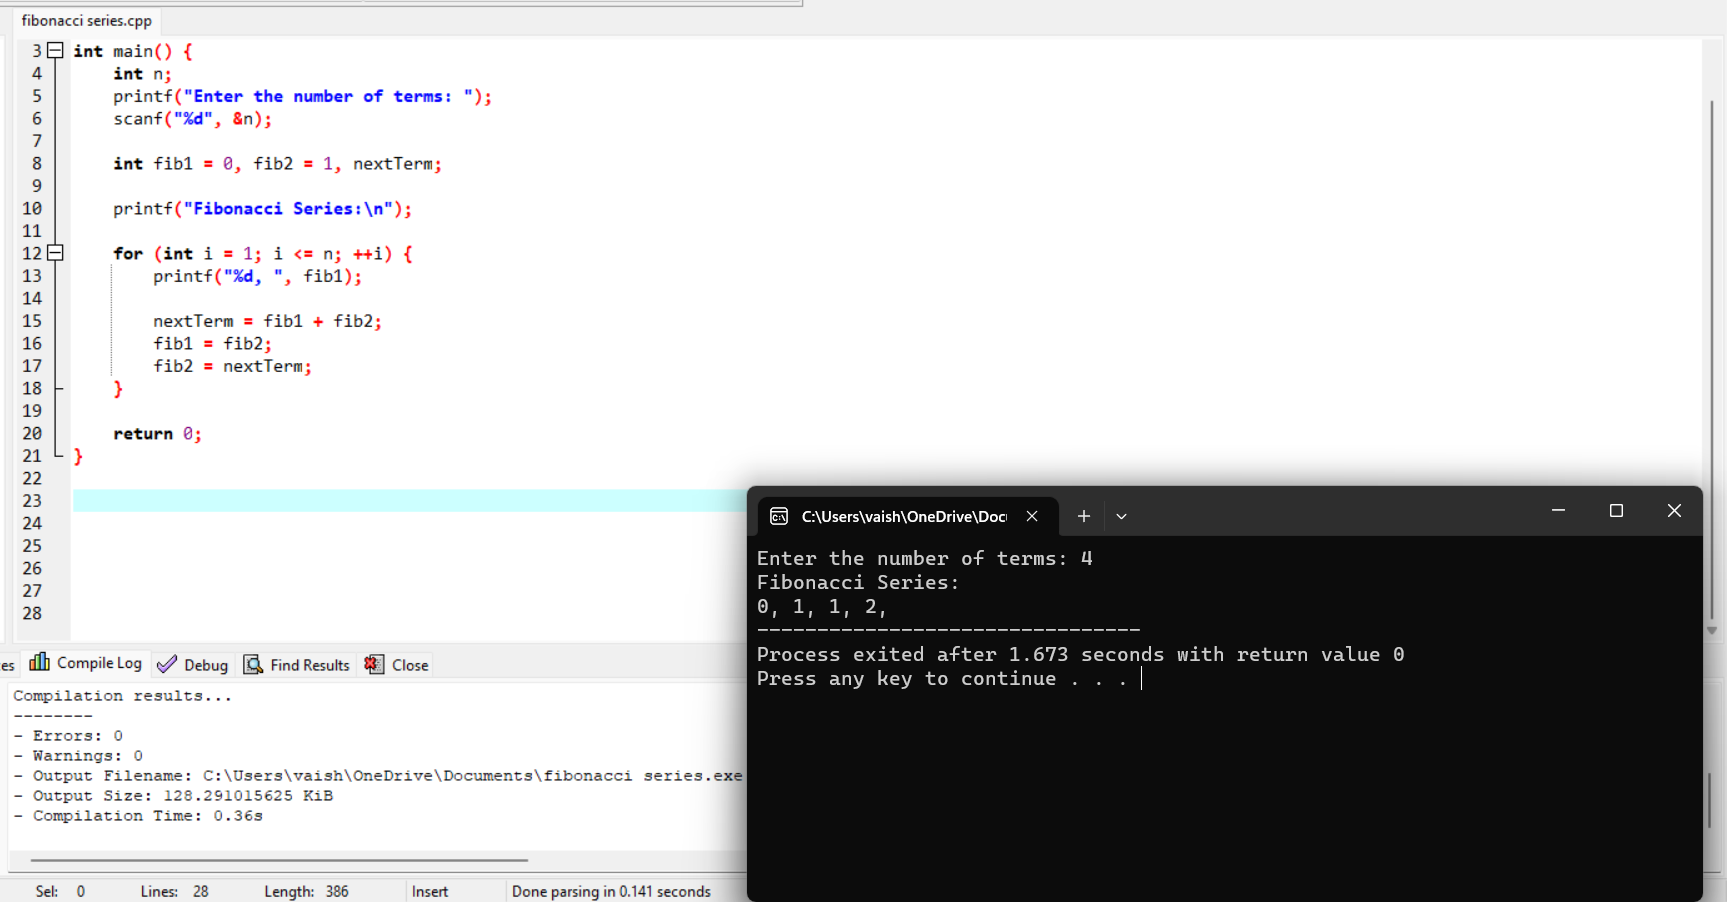 fibonacci series.cpp
3 int main() {
4 int n;
5 printf("Enter the number of terms: ");
6 scanf("%d", &n);
7
8 int fib1 = 0, fib2 = 1, nextTerm;
9
10 printf("Fibonacci Series:\n");
11
12 for (int i = 1; i <= n; ++i) {
13 printf("%d, ", fib1);
14
15 nextTerm = fib1 + fib2;
16 fib1 = fib2;
17 fib2 = nextTerm;
18 }
19
20 return 0;
21 }
22
23
24
25
26
27
28
C:\Users\vaish\OneDrive\Doc
Enter the number of terms: 4
Fibonacci Series:
0, 1, 1, 2,
--------------------------------
Process exited after 1.673 seconds with return value 0
Press any key to continue . . .
es Compile Log Debug Find Results Close
Compilation results...
--------
- Errors: 0
- Warnings: 0
- Output Filename: C:\Users\vaish\OneDrive\Documents\fibonacci series.exe
- Output Size: 128.291015625 KiB
- Compilation Time: 0.36s
Sel: 0 Lines: 28 Length: 386 Insert Done parsing in 0.141 seconds